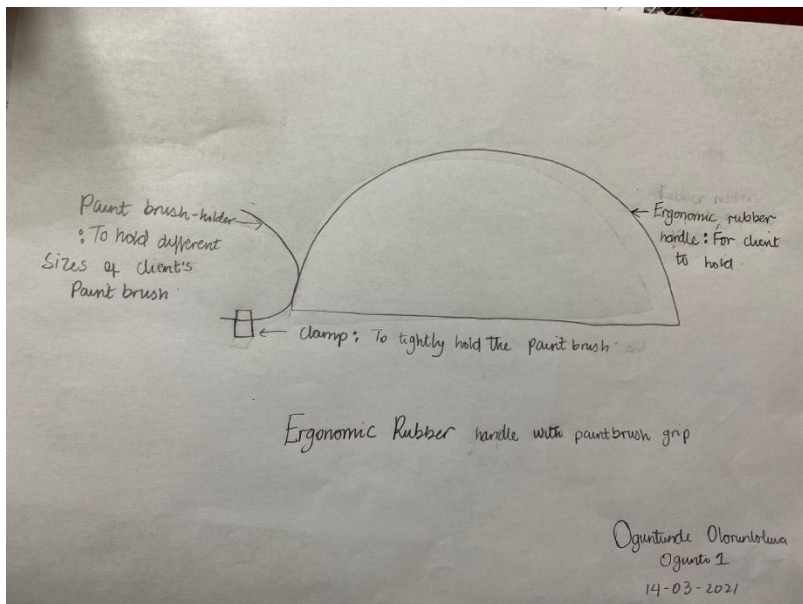 Paint brush-holder
: To hold different
Sizes of client's
Paint brush
Ergonomic rubber
handle: For client
to hold.
clamp: To tightly hold the paint brush
Ergonomic Rubber handle with paintbrush grip
Oguntunde Olorunloluwa
Ogunto 1
14-03-2021